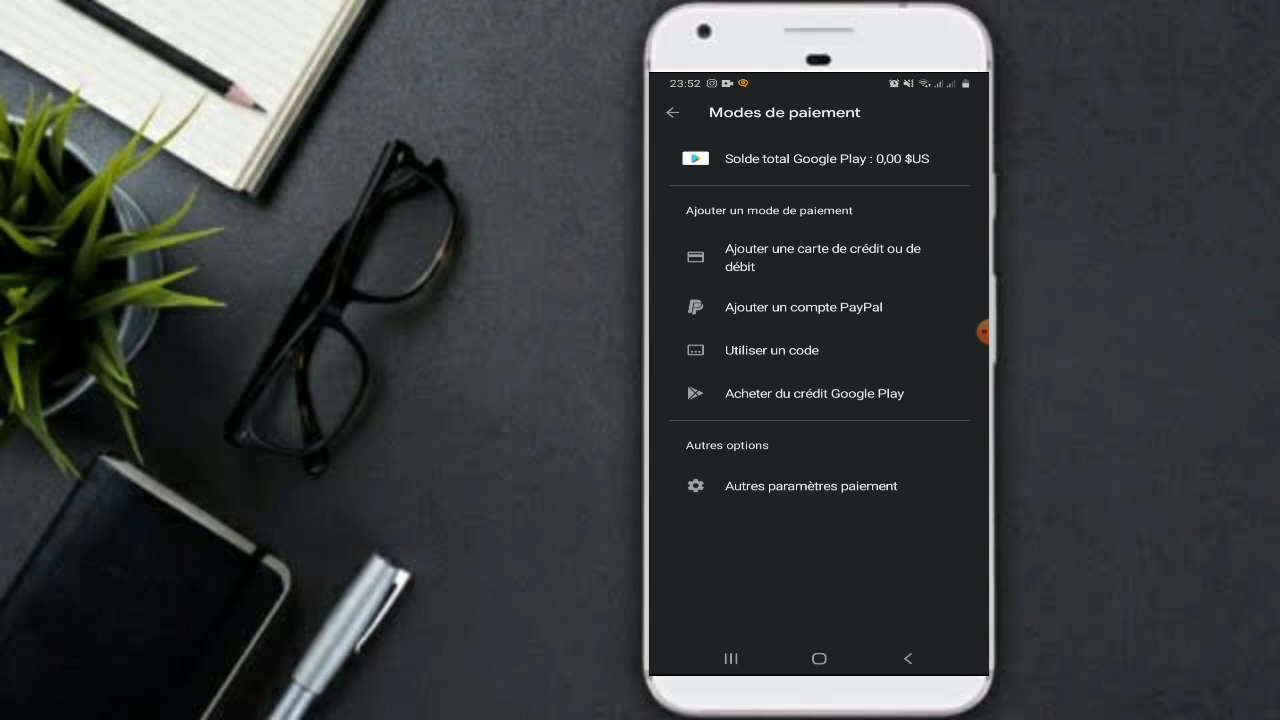 23:52
Modes de paiement
Solde total Google Play : 0,00 $US
Ajouter un mode de paiement
Ajouter une carte de crédit ou de
débit
Ajouter un compte PayPal
Utiliser un code
Acheter du crédit Google Play
Autres options
Autres paramètres paiement